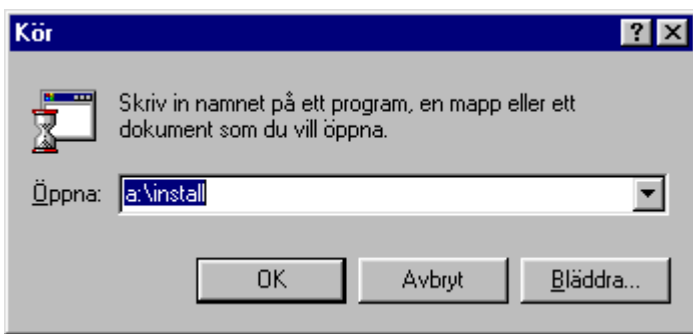 Kör
Skriv in namnet på ett program, en mapp eller ett
dokument som du vill öppna.
Öppna: a:\install
OK Avbryt Bläddra...